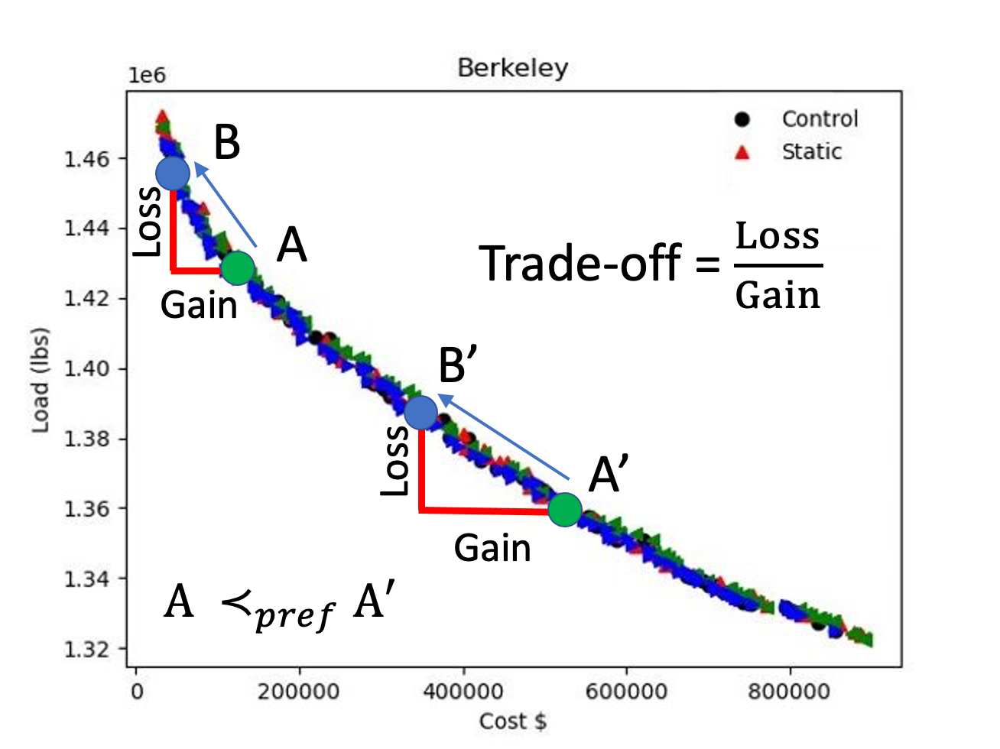 Berkeley
1e6
Control
Static
B
A
Loss
Gain
Trade-off = Loss / Gain
B′
A′
Loss
Gain
A ≺pref A′
1.46
1.44
1.42
1.40
1.38
1.36
1.34
1.32
Load (lbs)
0 200000 400000 600000 800000
Cost $